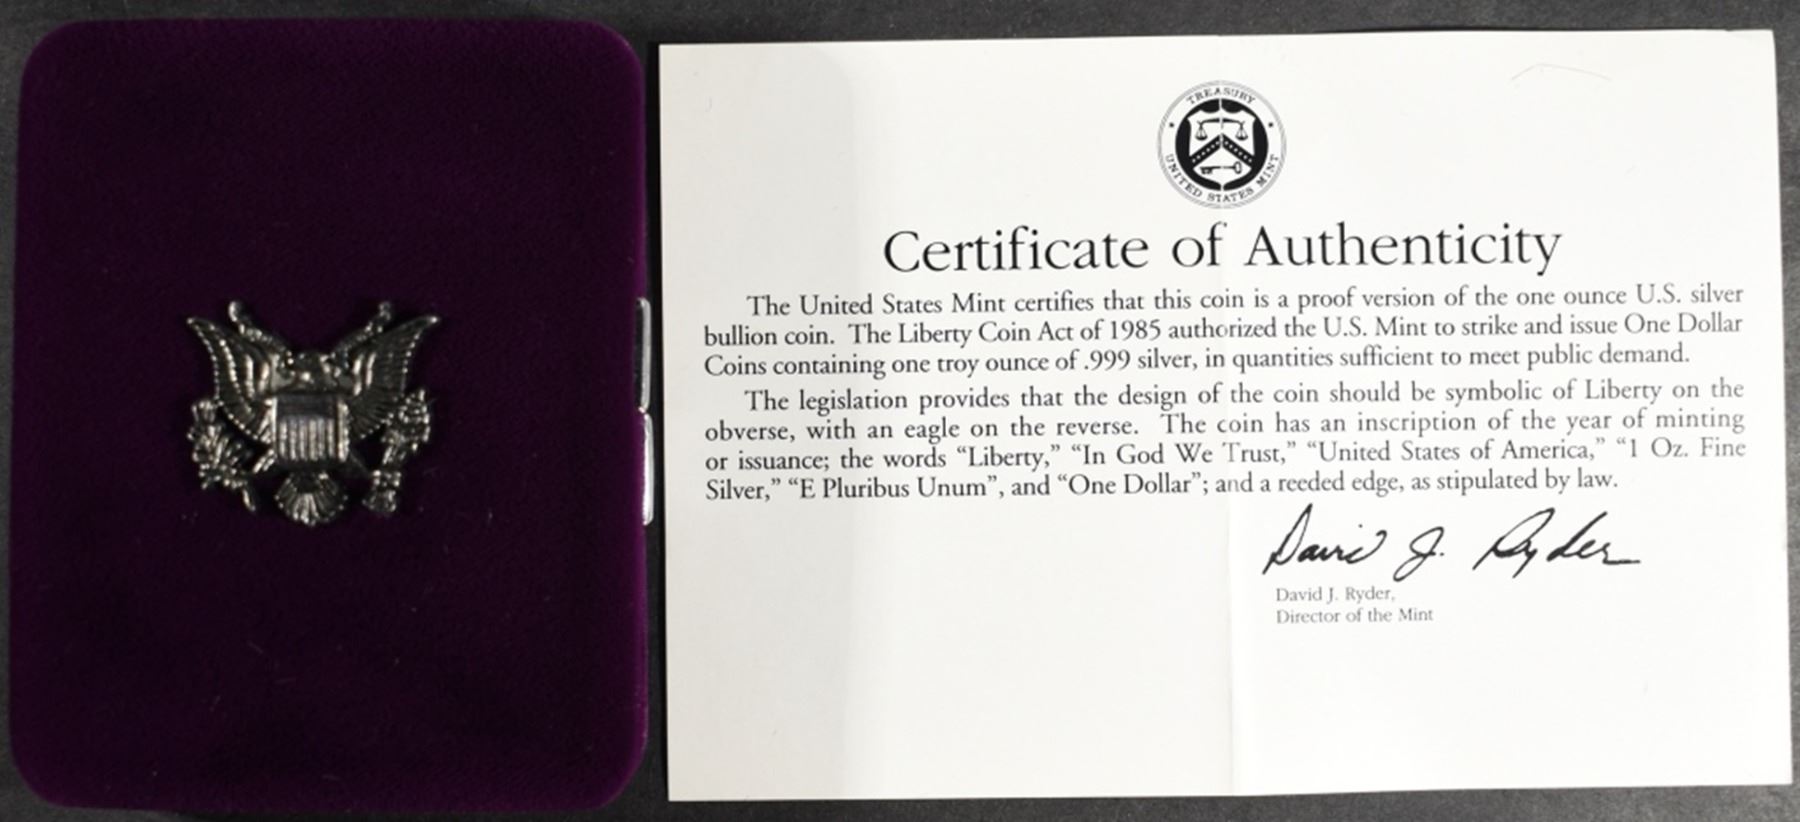 TREASURY
UNITED STATES MINT
Certificate of Authenticity
The United States Mint certifies that this coin is a proof version of the one ounce U.S. silver
bullion coin. The Liberty Coin Act of 1985 authorized the U.S. Mint to strike and issue One Dollar
Coins containing one troy ounce of .999 silver, in quantities sufficient to meet public demand.
The legislation provides that the design of the coin should be symbolic of Liberty on the
obverse, with an eagle on the reverse. The coin has an inscription of the year of minting
or issuance; the words “Liberty,” “In God We Trust,” “United States of America,” “1 Oz. Fine
Silver,” “E Pluribus Unum”, and “One Dollar”; and a reeded edge, as stipulated by law.
David J. Ryder
David J. Ryder,
Director of the Mint